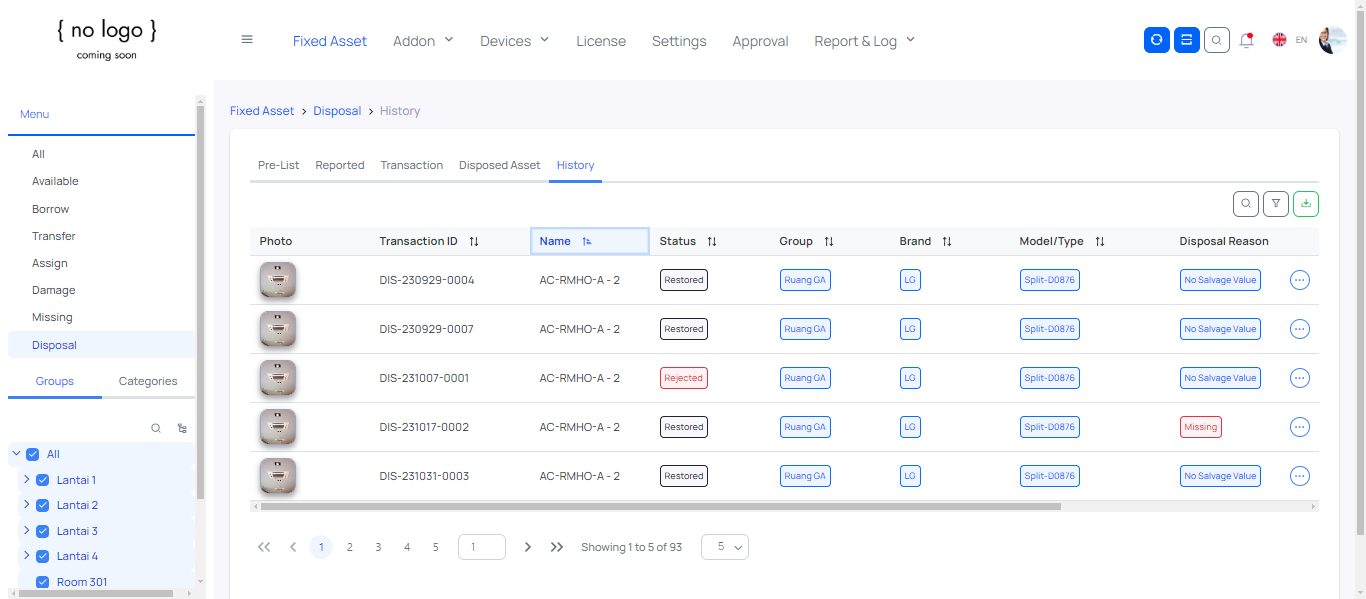 { no logo }
coming soon
Fixed Asset Addon Devices License Settings Approval Report & Log EN
Menu
All
Available
Borrow
Transfer
Assign
Damage
Missing
Disposal
Groups Categories
All
Lantai 1
Lantai 2
Lantai 3
Lantai 4
Room 301
Fixed Asset > Disposal > History
Pre-List Reported Transaction Disposed Asset History
Photo Transaction ID Name Status Group Brand Model/Type Disposal Reason
DIS-230929-0004 AC-RMHO-A - 2 Restored Ruang GA LG Split-D0876 No Salvage Value
DIS-230929-0007 AC-RMHO-A - 2 Restored Ruang GA LG Split-D0876 No Salvage Value
DIS-231007-0001 AC-RMHO-A - 2 Rejected Ruang GA LG Split-D0876 No Salvage Value
DIS-231017-0002 AC-RMHO-A - 2 Restored Ruang GA LG Split-D0876 Missing
DIS-231031-0003 AC-RMHO-A - 2 Restored Ruang GA LG Split-D0876 No Salvage Value
1 2 3 4 5 1 Showing 1 to 5 of 93 5